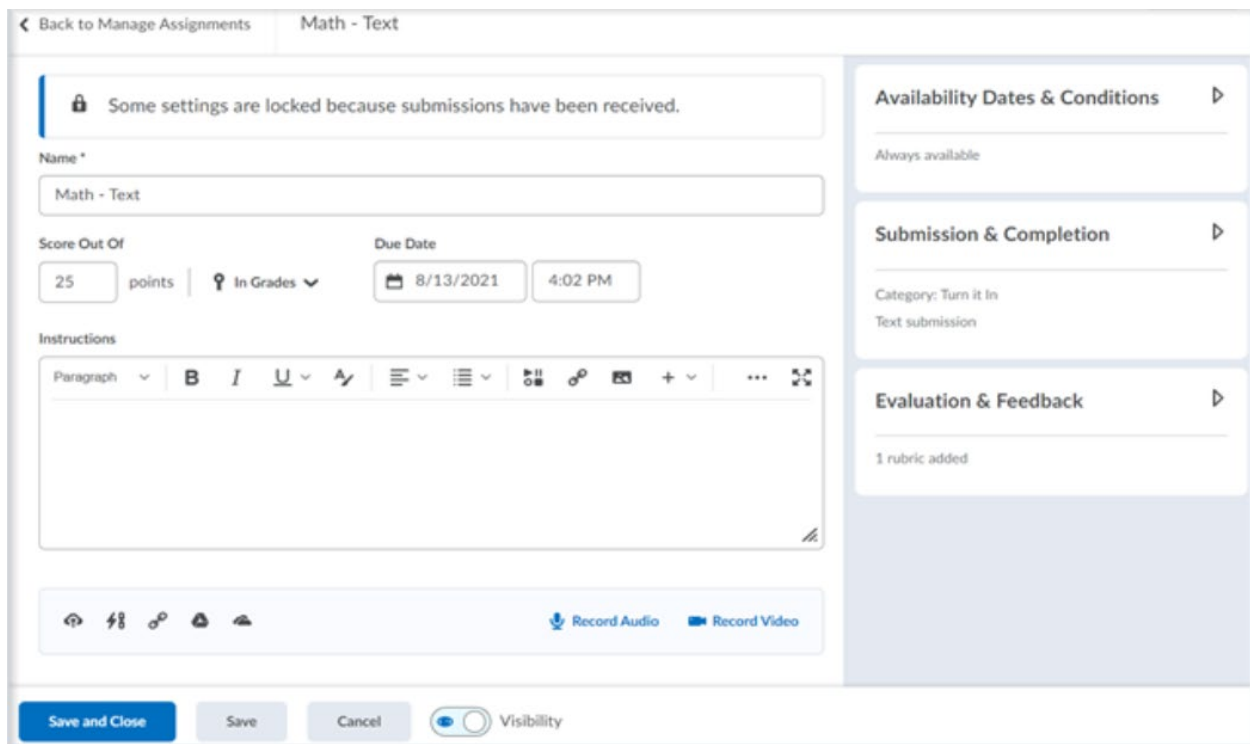 Back to Manage Assignments
Math - Text
Some settings are locked because submissions have been received.
Name *
Math - Text
Score Out Of
Due Date
25 points In Grades
8/13/2021 4:02 PM
Instructions
Paragraph B I U
Record Audio Record Video
Availability Dates & Conditions
Always available
Submission & Completion
Category: Turn it In
Text submission
Evaluation & Feedback
1 rubric added
Save and Close Save Cancel Visibility